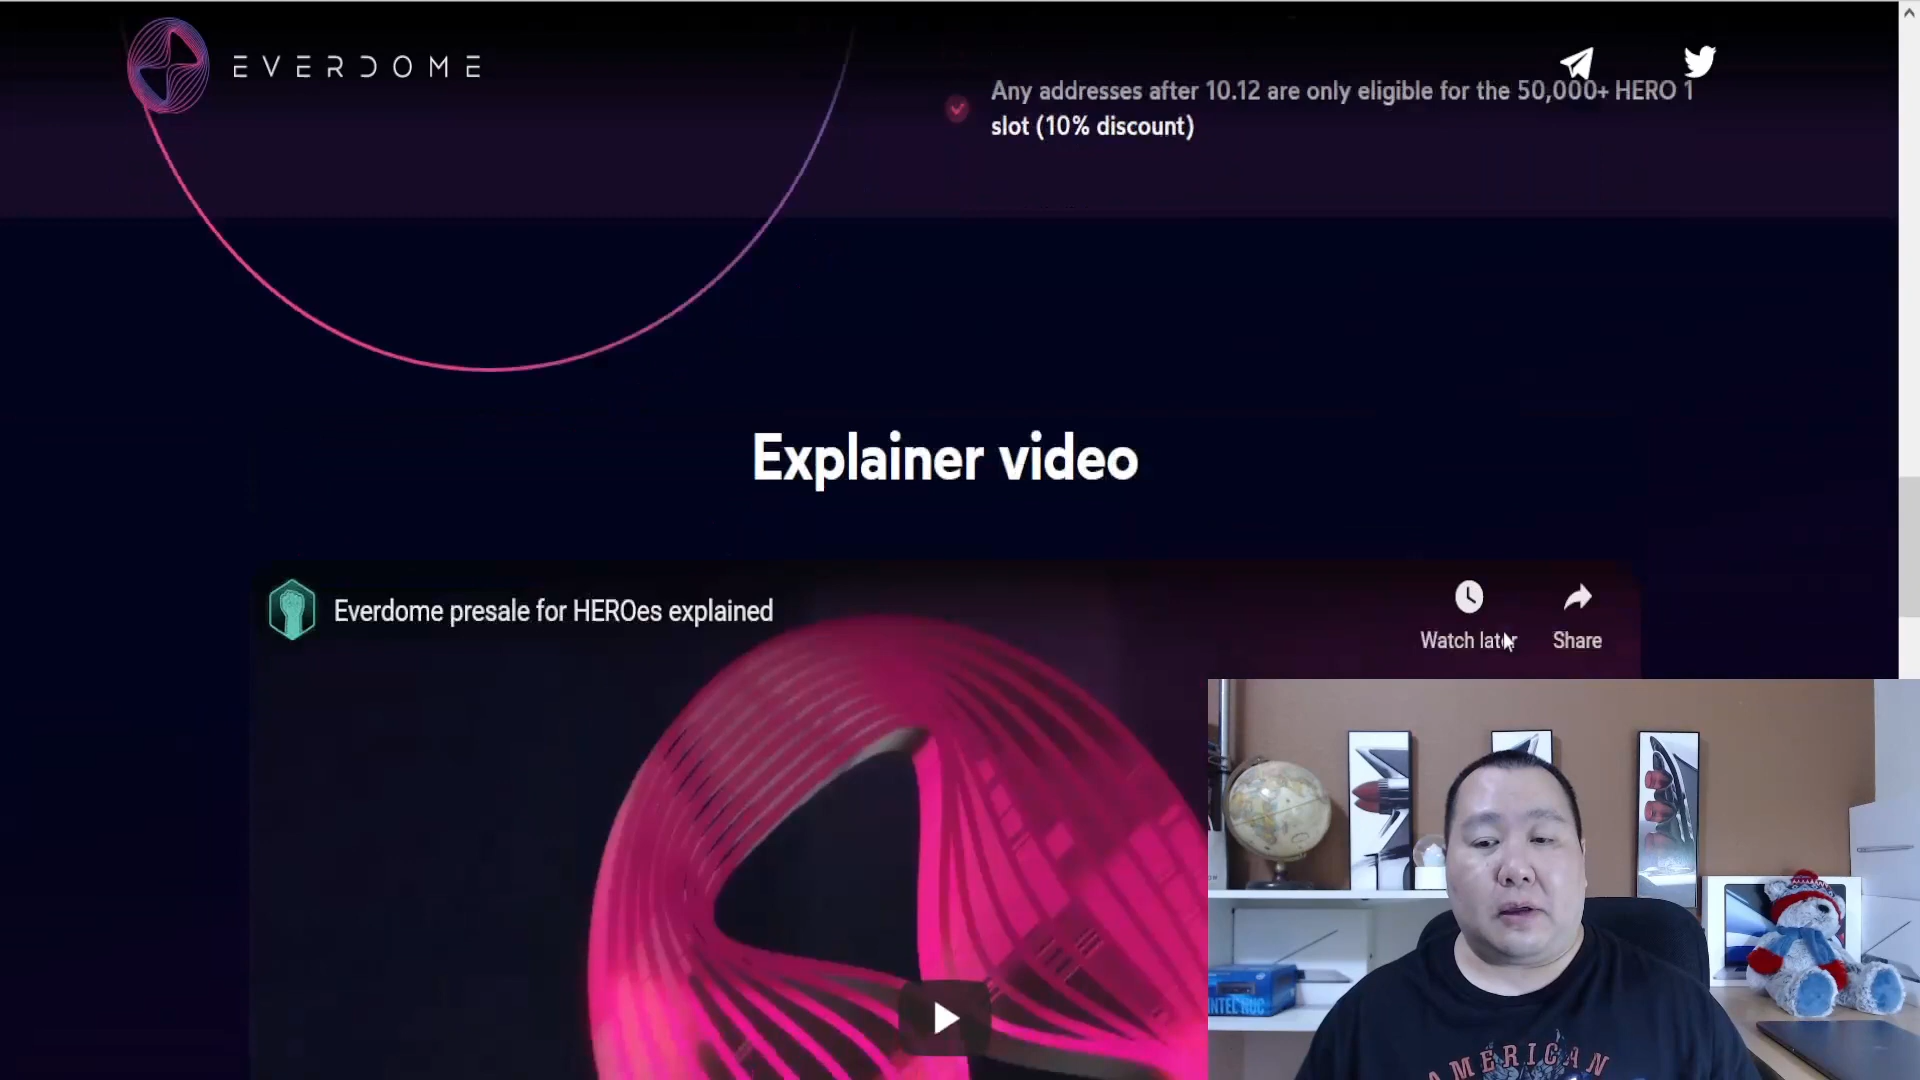 EVERDOME
Any addresses after 10.12 are only eligible for the 50,000+ HERO 1
slot (10% discount)
Explainer video
Everdome presale for HEROes explained
Watch later
Share
INTEL NUC
AMERICAN